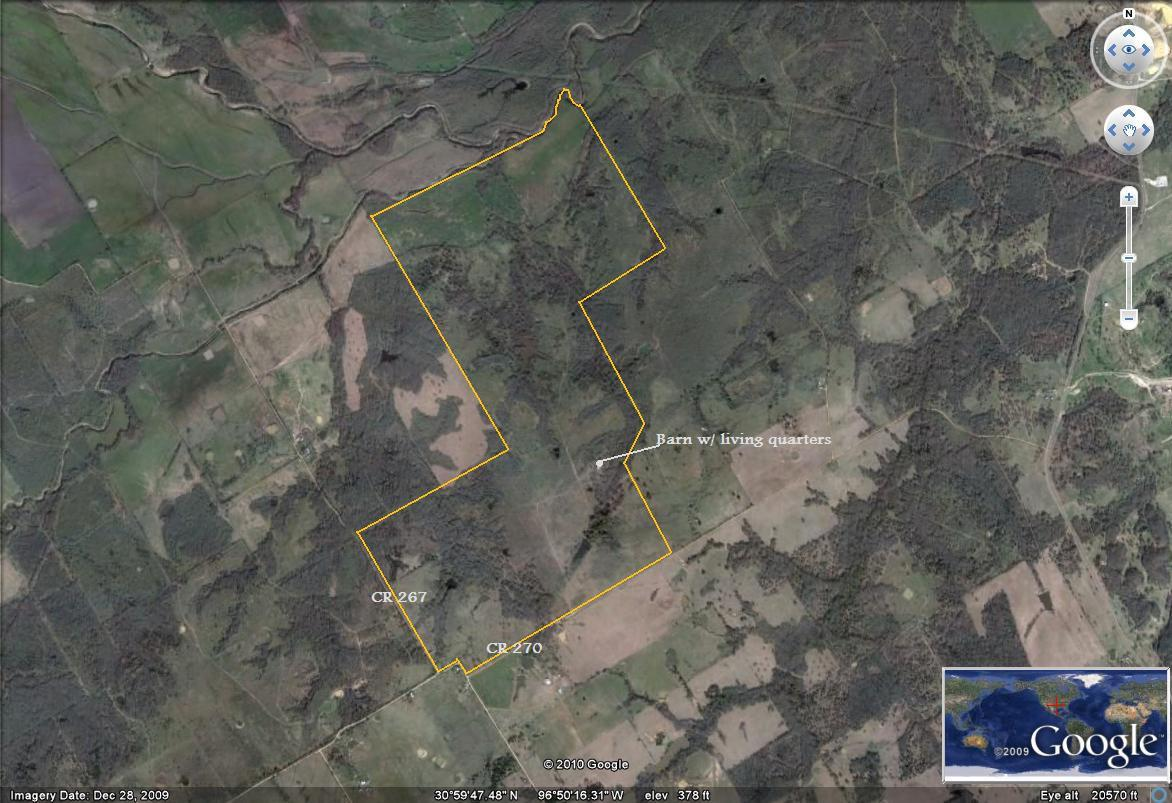 N
Barn w/ living quarters
CR 267
CR 270
©2009 Google
© 2010 Google
Imagery Date: Dec 28, 2009
30°59'47.48" N 96°50'16.31" W elev 378 ft
Eye alt 20570 ft